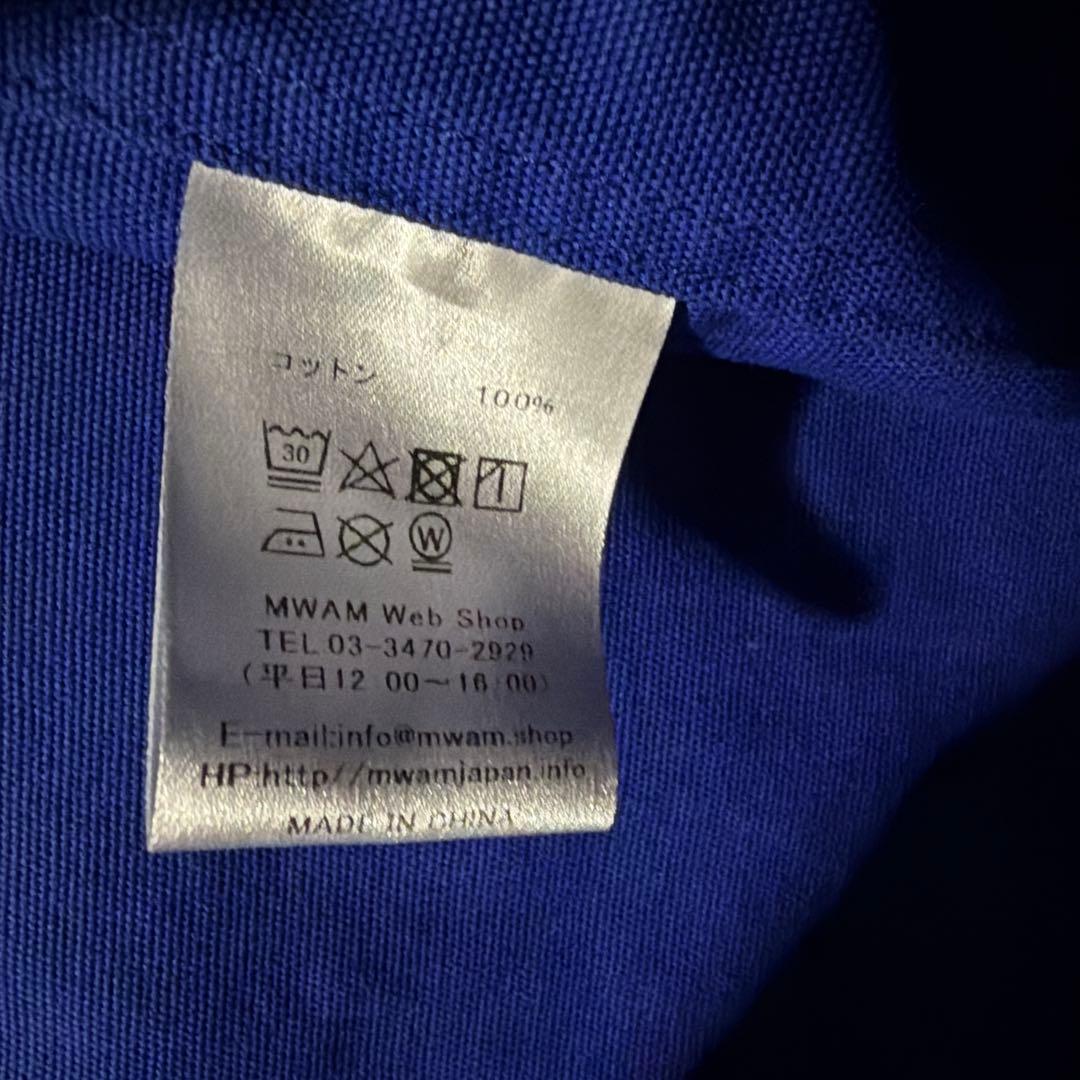 コットン 100%
30
W
MWAM Web Shop
TEL.03-3470-2929
(平日12:00〜16:00)
E-mail:info@mwam.shop
HP:http//mwamjapan.info
MADE IN CHINA